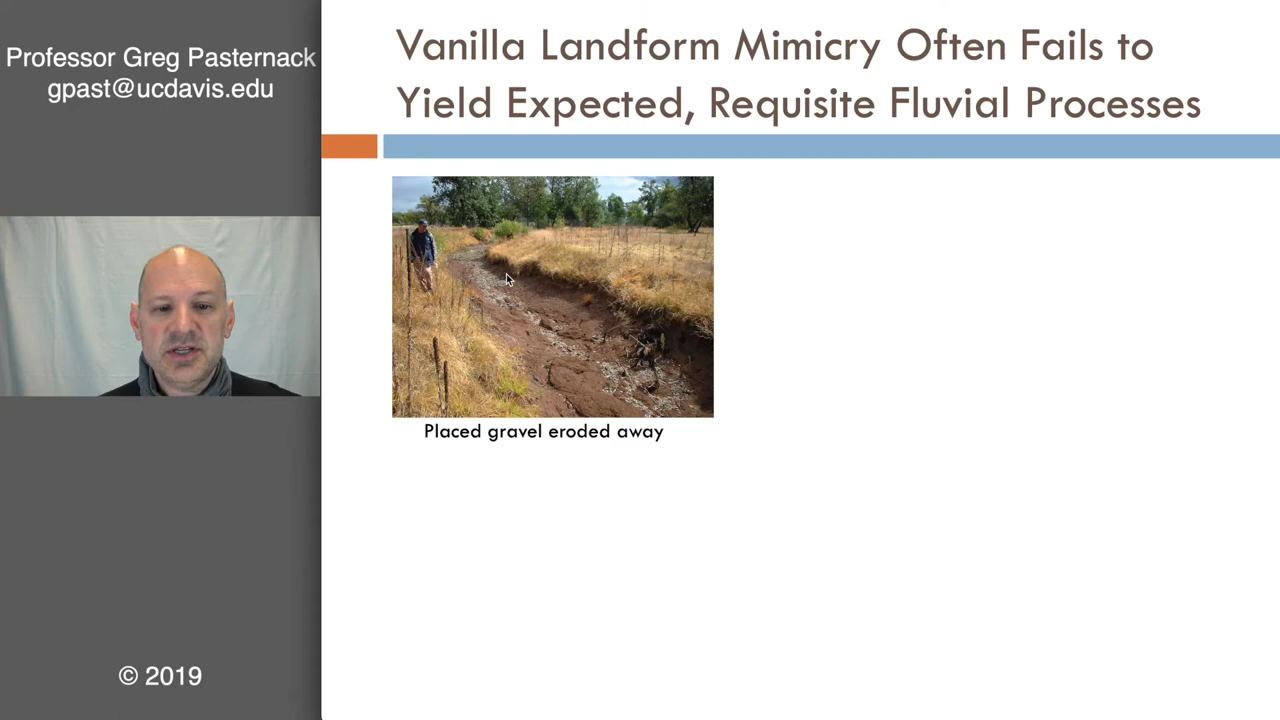 Professor Greg Pasternack
gpast@ucdavis.edu
Vanilla Landform Mimicry Often Fails to
Yield Expected, Requisite Fluvial Processes
Placed gravel eroded away
© 2019